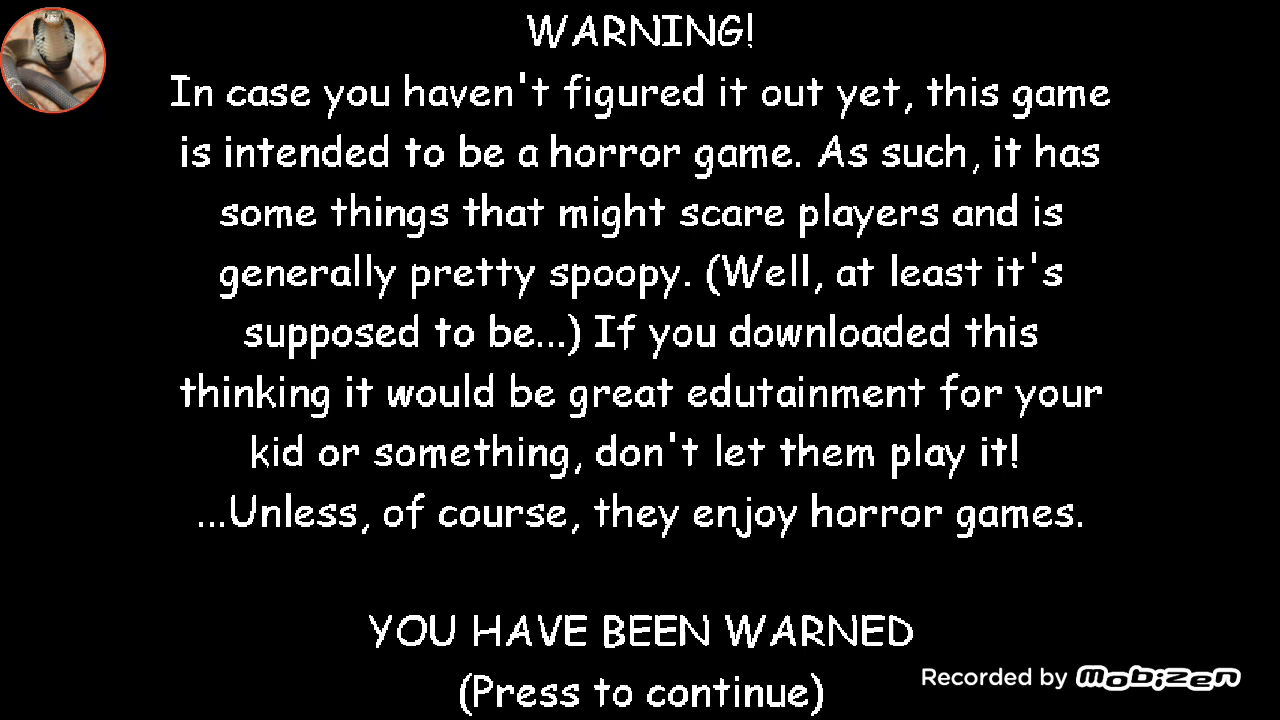 WARNING!
In case you haven't figured it out yet, this game
is intended to be a horror game. As such, it has
some things that might scare players and is
generally pretty spoopy. (Well, at least it's
supposed to be...) If you downloaded this
thinking it would be great edutainment for your
kid or something, don't let them play it!
...Unless, of course, they enjoy horror games.
YOU HAVE BEEN WARNED
(Press to continue)
Recorded by mobizen